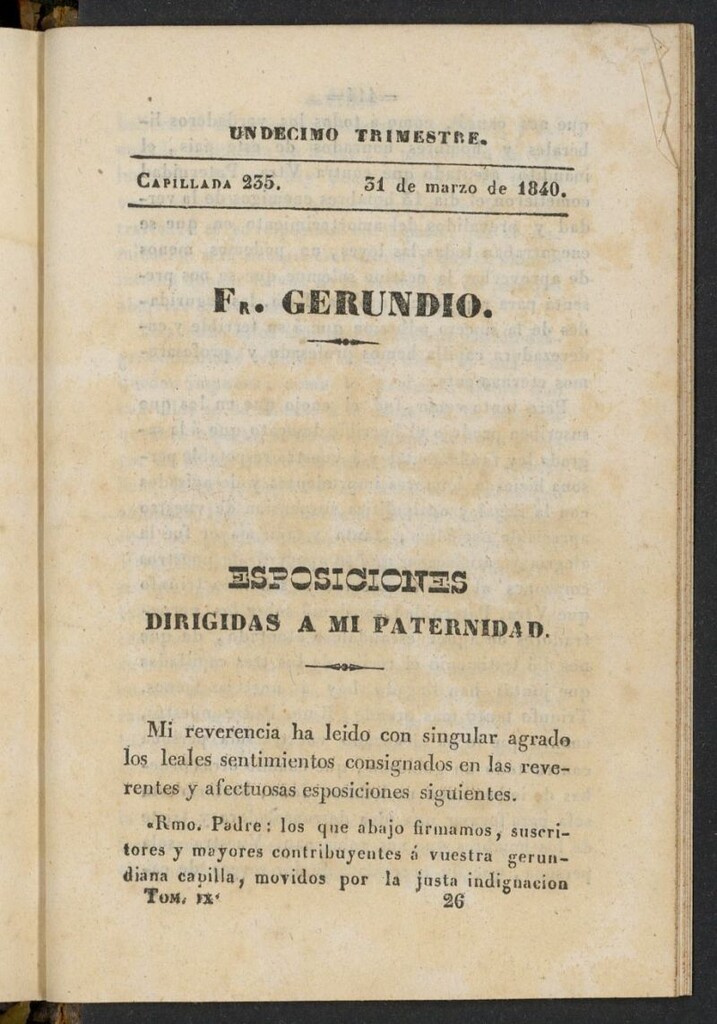 UNDECIMO TRIMESTRE.
CAPILLADA 235. 31 de marzo de 1840.
FR. GERUNDIO.
ESPOSICIONES
DIRIGIDAS A MI PATERNIDAD.
Mi reverencia ha leido con singular agrado
los leales sentimientos consignados en las reve-
rentes y afectuosas esposiciones siguientes.
«Rmo. Padre: los que abajo firmamos, suscri-
tores y mayores contribuyentes á vuestra gerun-
diana capilla, movidos por la justa indignacion
TOM. IX. 26